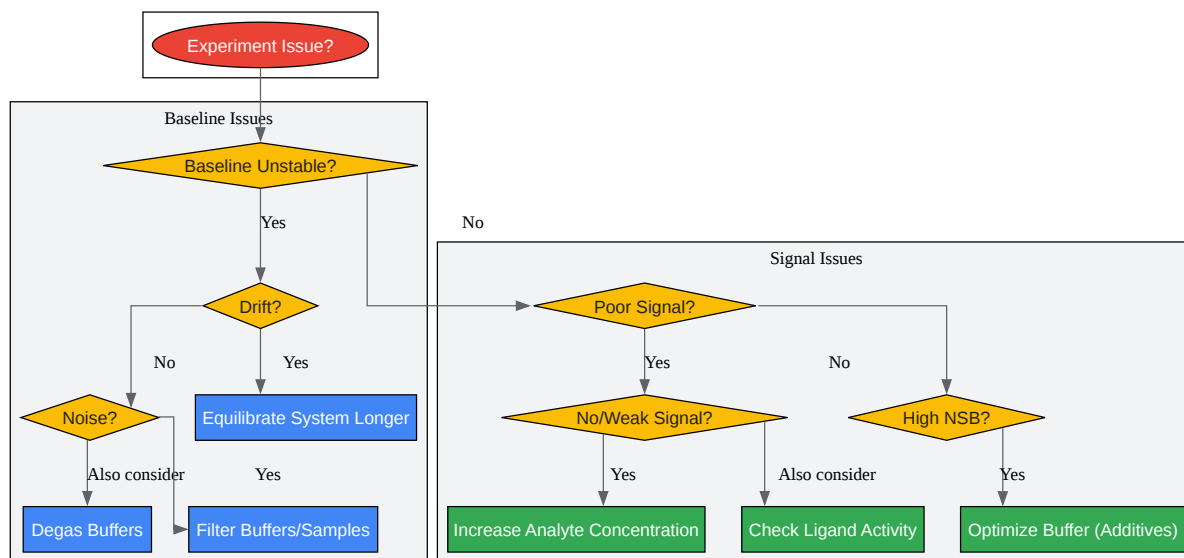 Experiment Issue?
Baseline Issues
Baseline Unstable?
Yes
No
Signal Issues
Drift?
Poor Signal?
No
Yes
Yes
No
Noise?
Equilibrate System Longer
No/Weak Signal?
High NSB?
Also consider
Yes
Yes
Also consider
Yes
Degas Buffers
Filter Buffers/Samples
Increase Analyte Concentration
Check Ligand Activity
Optimize Buffer (Additives)